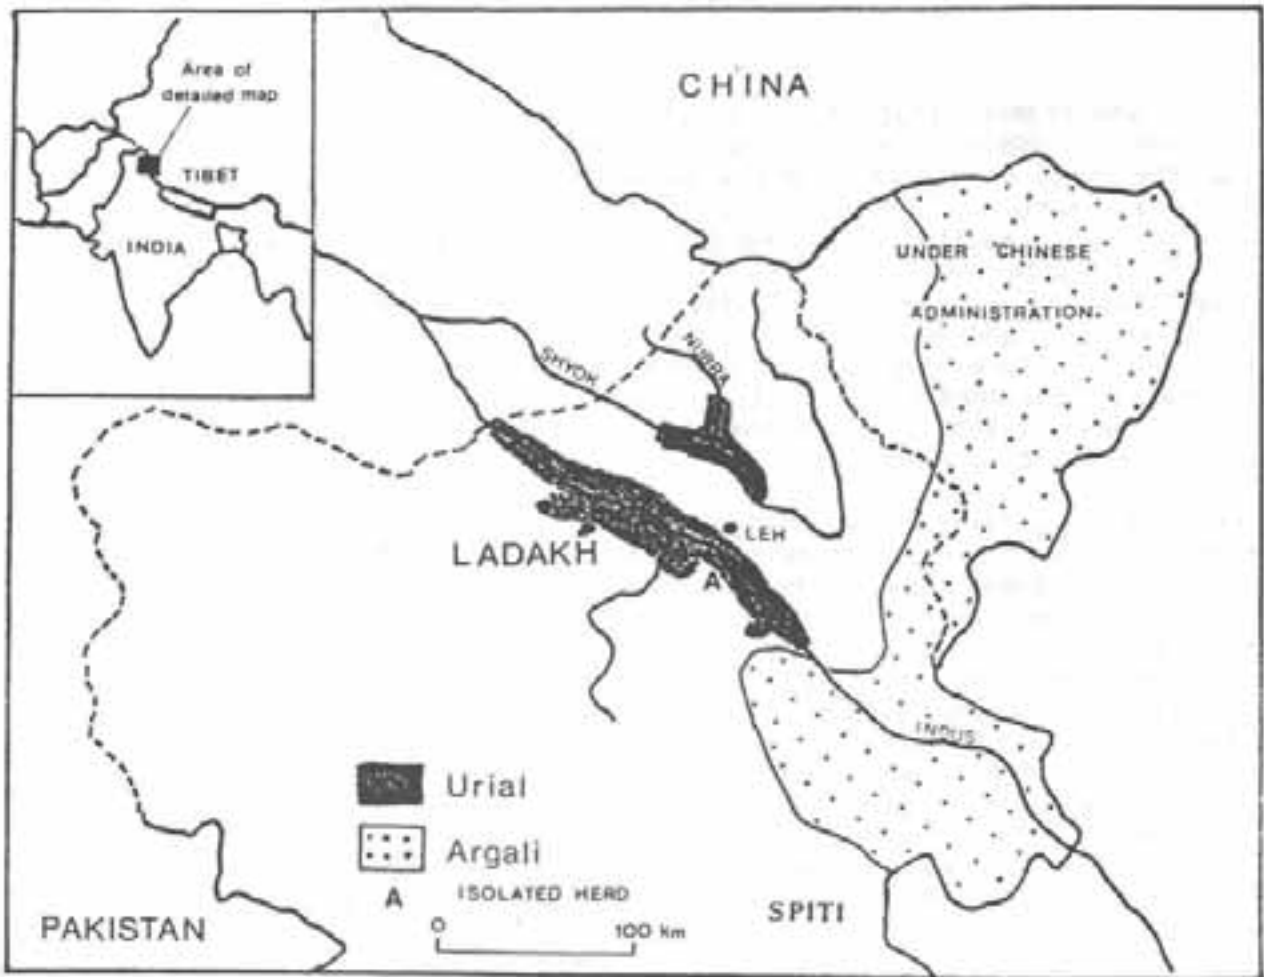 Area of
detailed map
TIBET
INDIA
CHINA
UNDER CHINESE
ADMINISTRATION
SHYOK
NUBRA
LEH
LADAKH
A
INDUS
Urial
Argali
A ISOLATED HERD
0 100 km
SPITI
PAKISTAN